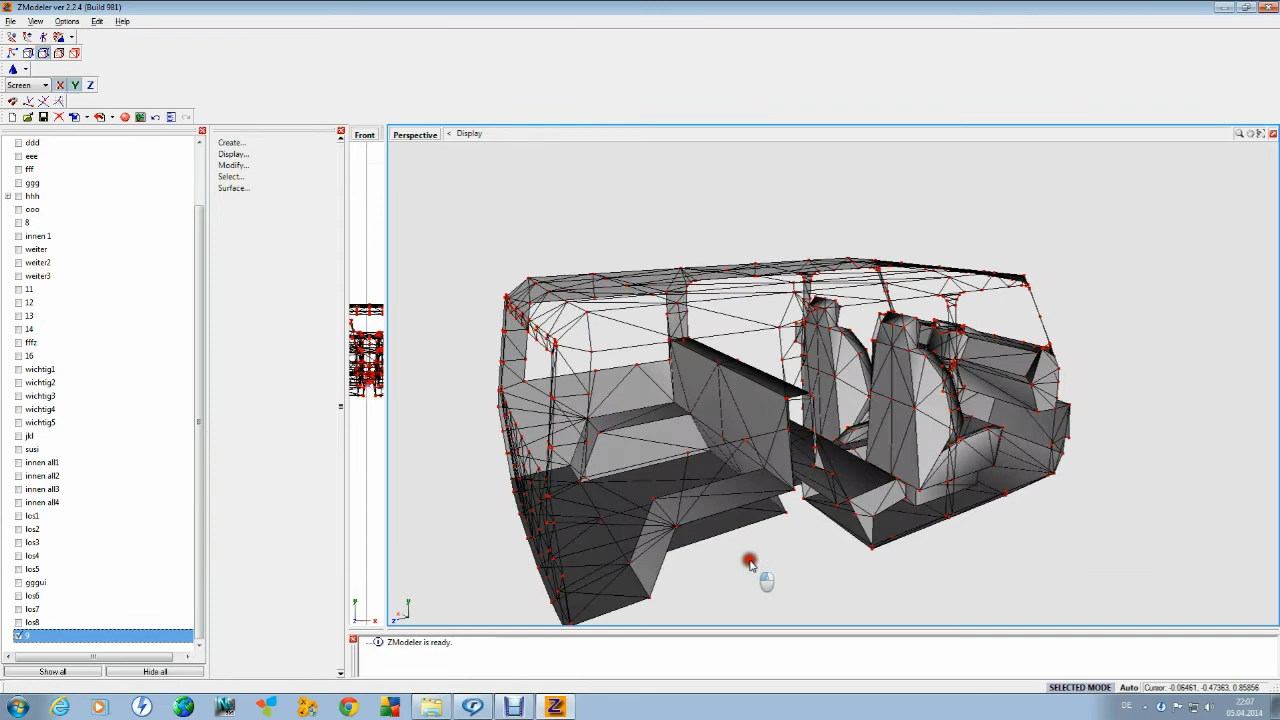 ZModeler ver 2.2.4 (Build 981)
File View Options Edit Help
Screen X Y Z
ddd
eee
fff
ggg
hhh
ooo
8
innen 1
weiter
weiter2
weiter3
11
12
13
14
fffz
16
wichtig1
wichtig2
wichtig3
wichtig4
wichtig5
jkl
susi
innen all1
innen all2
innen all3
innen all4
los1
los2
los3
los4
los5
gggui
los6
los7
los8
9
Show all Hide all
Create...
Display...
Modify...
Select...
Surface...
Front
Perspective < Display
ZModeler is ready.
SELECTED MODE Auto Cursor: -0.06461, -0.47363, 0.85856
DE
22:07
05.04.2014